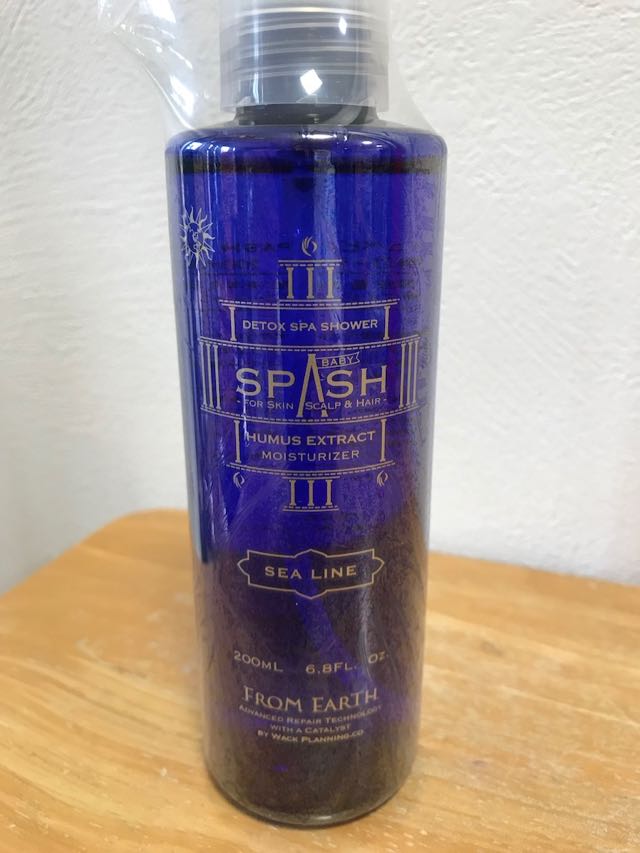 DETOX SPA SHOWER
BABY
SPASH
- FOR SKIN SCALP & HAIR -
HUMUS EXTRACT
MOISTURIZER
SEA LINE
200ML 6.8FL. OZ.
FROM EARTH
ADVANCED REPAIR TECHNOLOGY
WITH A CATALYST
BY WACK PLANNING.CO